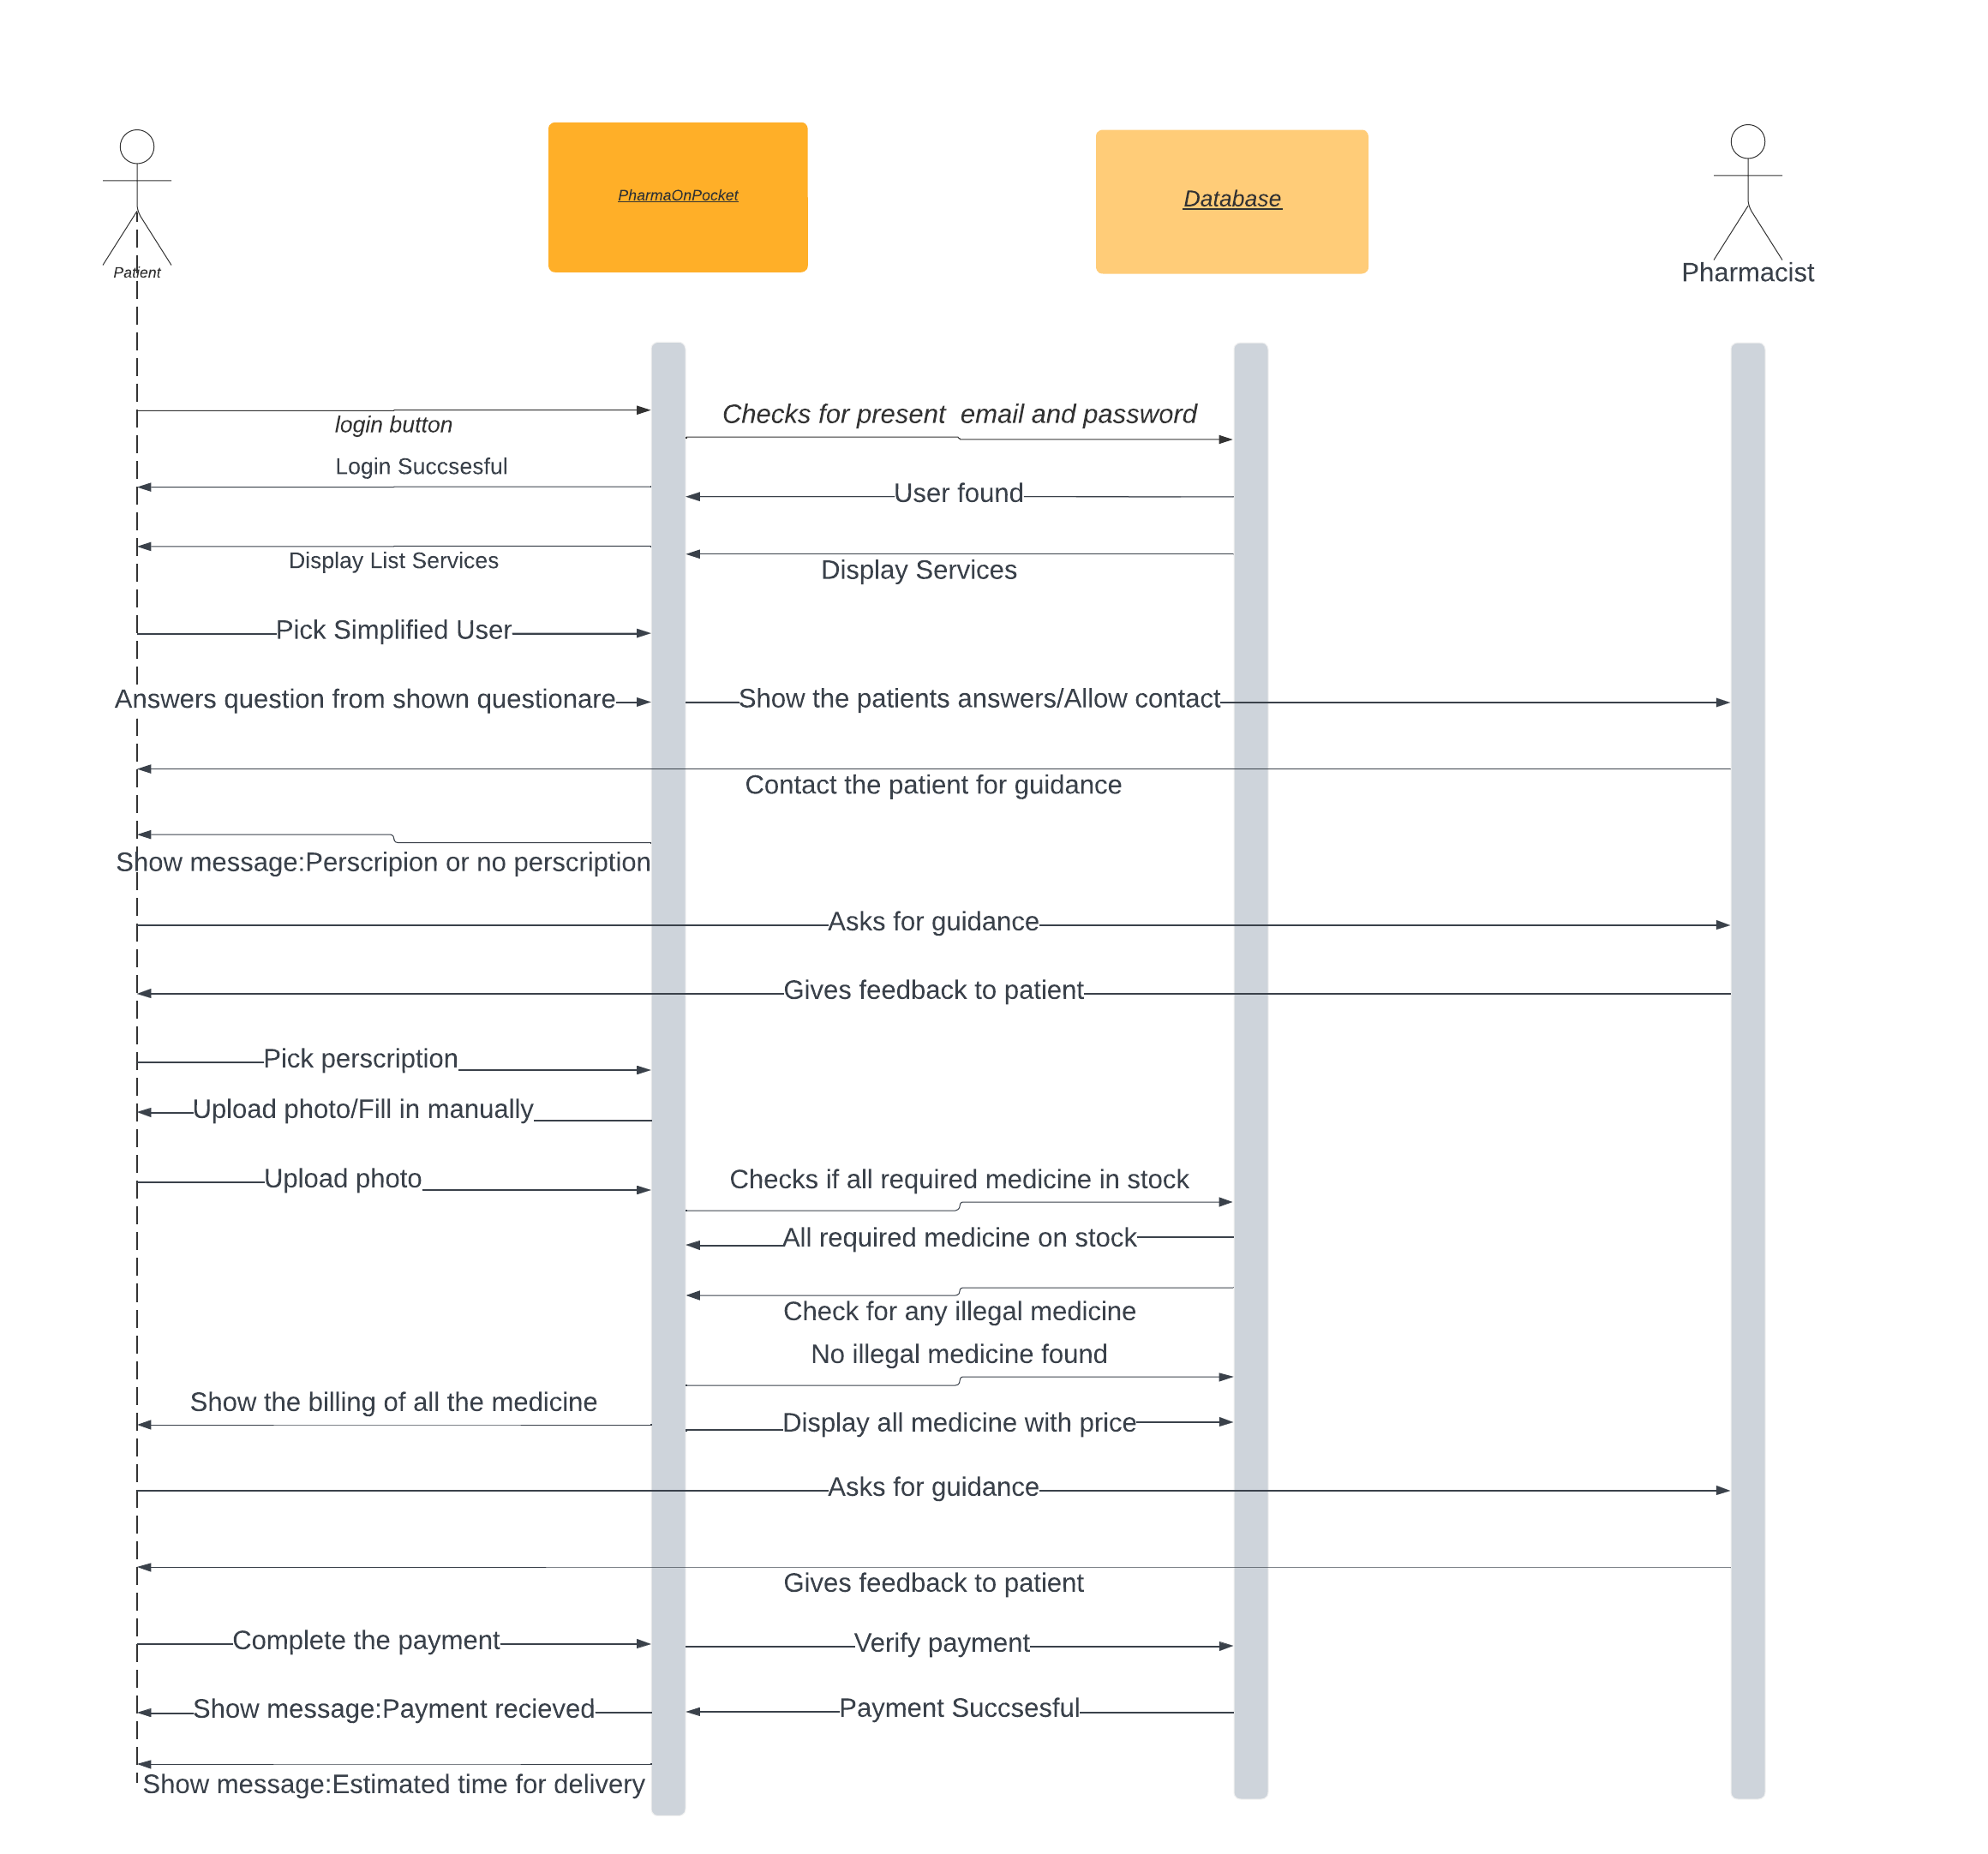 PharmaOnPocket
Database
Patient
Pharmacist
login button
Checks for present  email and password
Login Succsesful
User found
Display List Services
Display Services
Pick Simplified User
Answers question from shown questionare
Show the patients answers/Allow contact
Contact the patient for guidance
Show message:Perscripion or no perscription
Asks for guidance
Gives feedback to patient
Pick perscription
Upload photo/Fill in manually
Upload photo
Checks if all required medicine in stock
All required medicine on stock
Check for any illegal medicine
No illegal medicine found
Show the billing of all the medicine
Display all medicine with price
Asks for guidance
Gives feedback to patient
Complete the payment
Verify payment
Show message:Payment recieved
Payment Succsesful
Show message:Estimated time for delivery